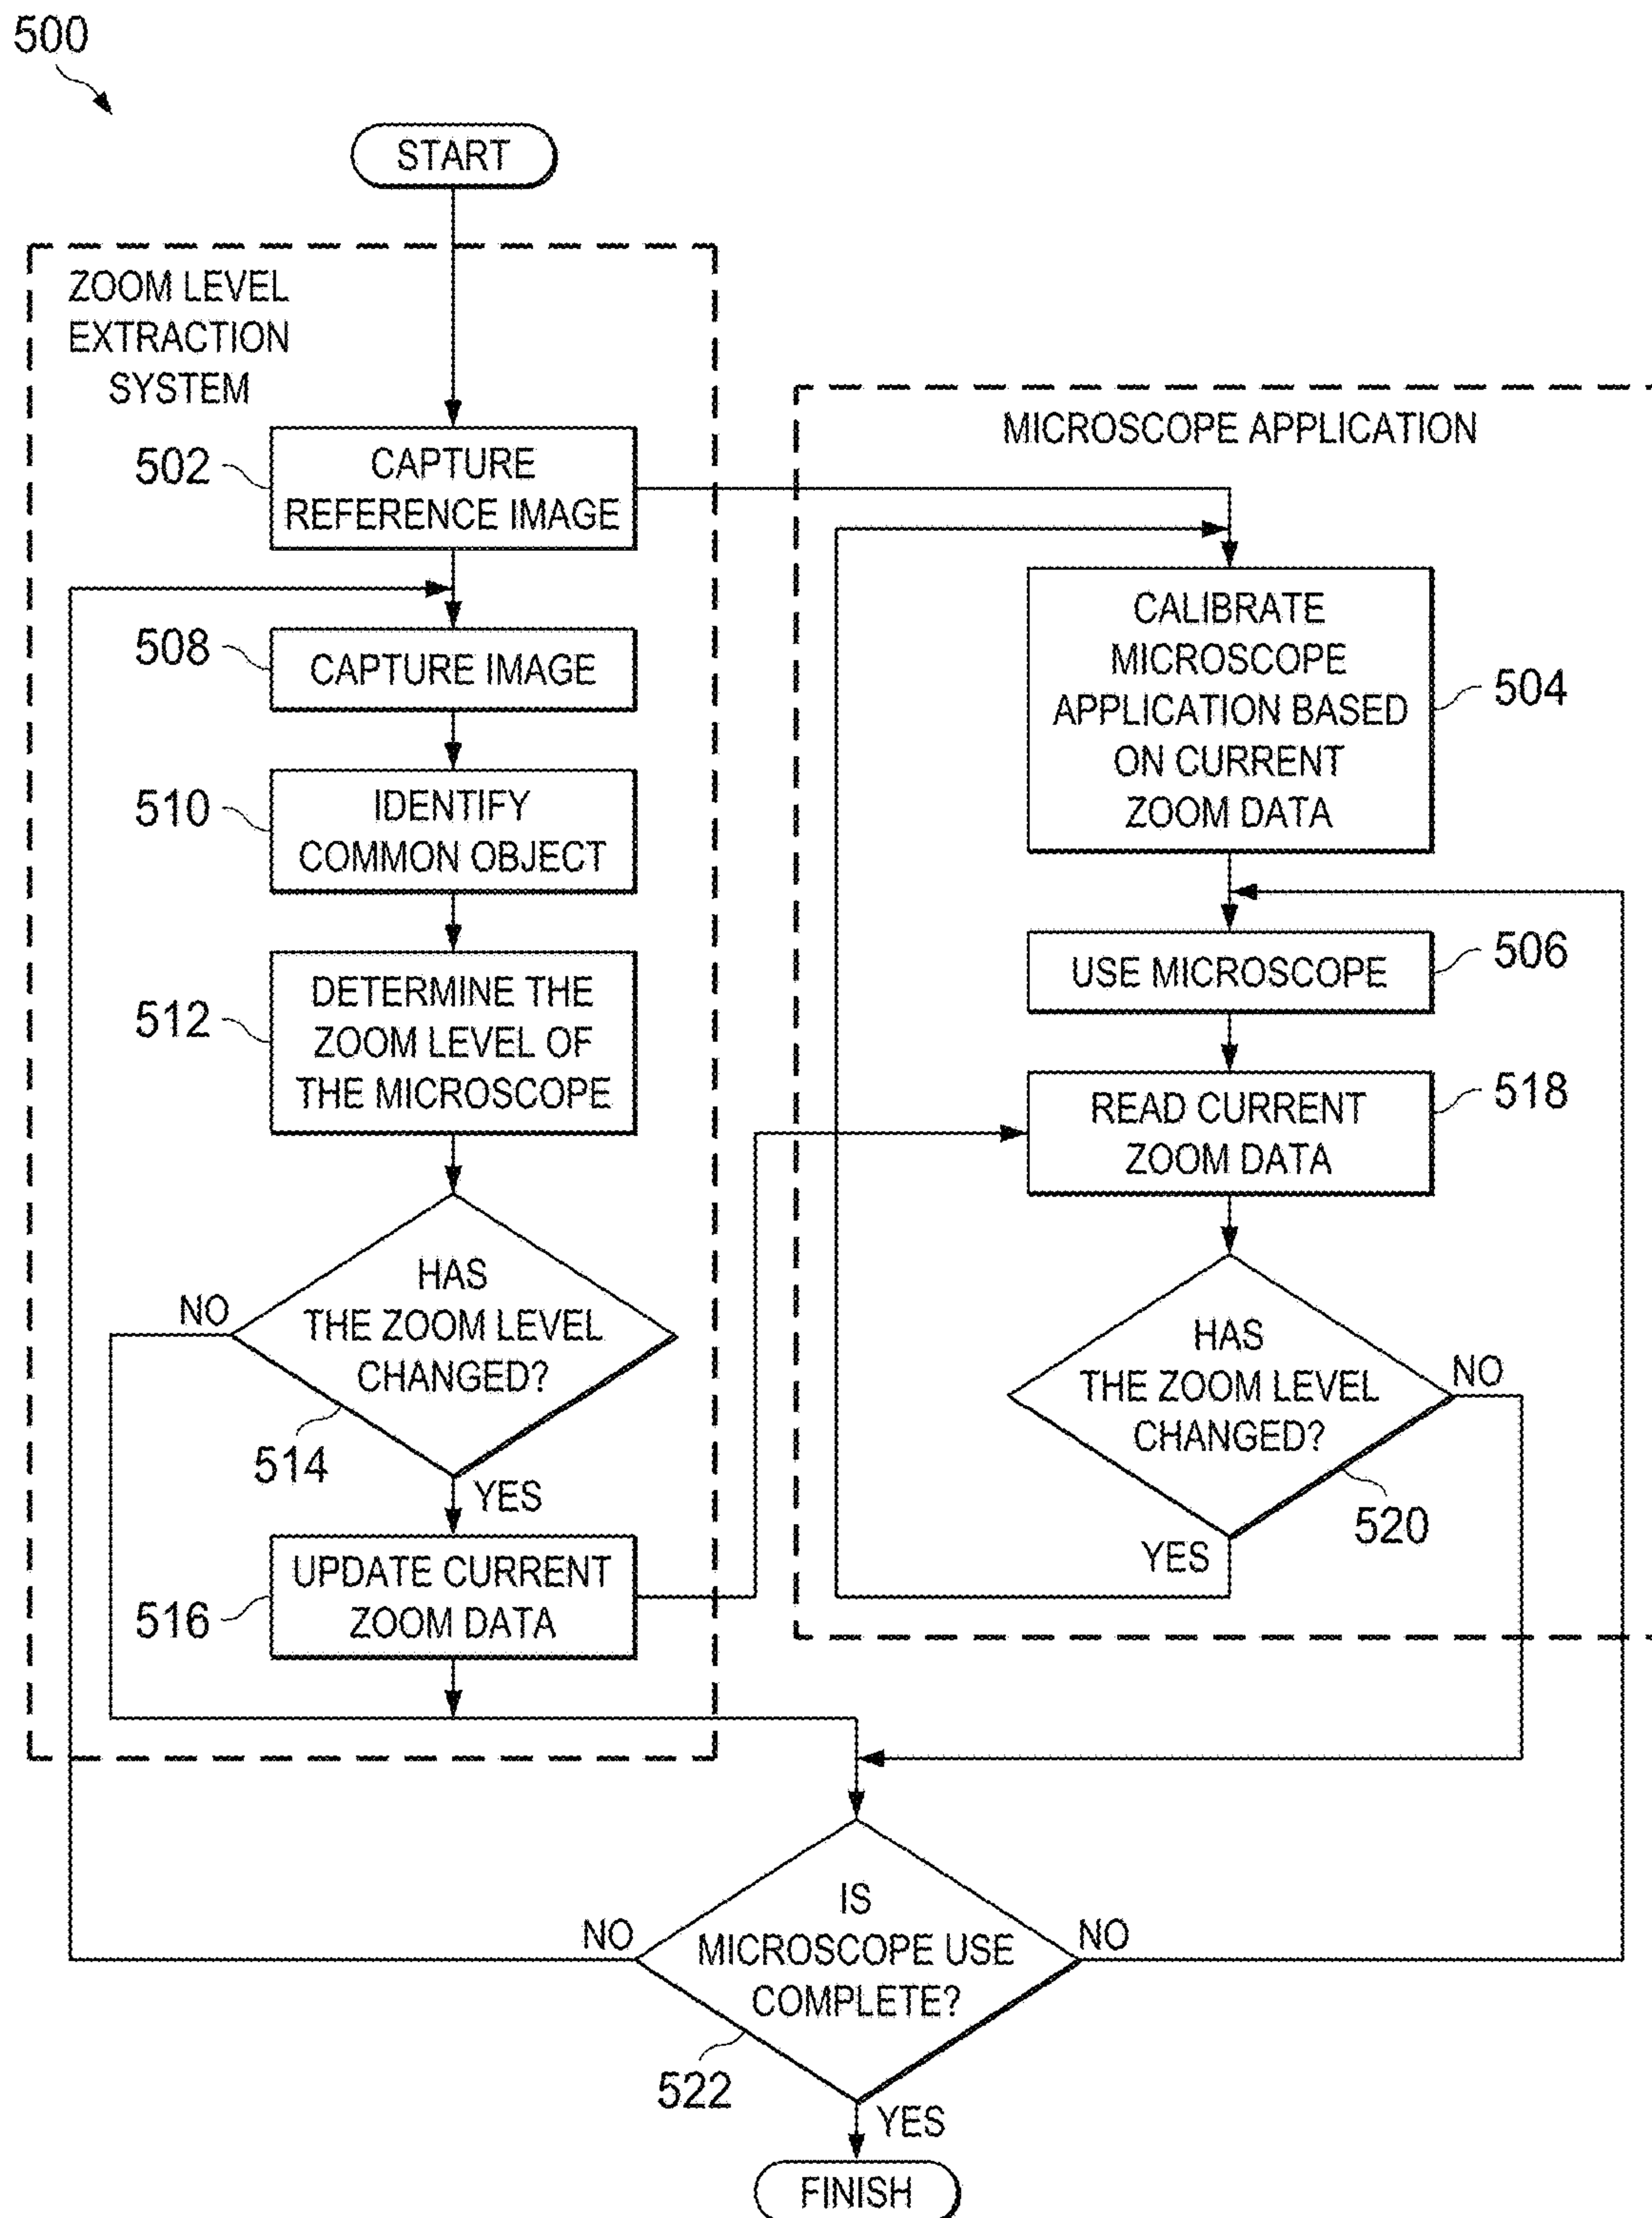 500
START
ZOOM LEVEL
EXTRACTION
SYSTEM
502
CAPTURE
REFERENCE IMAGE
508
CAPTURE IMAGE
510
IDENTIFY
COMMON OBJECT
512
DETERMINE THE
ZOOM LEVEL OF
THE MICROSCOPE
NO
HAS
THE ZOOM LEVEL
CHANGED?
514
YES
516
UPDATE CURRENT
ZOOM DATA
MICROSCOPE APPLICATION
CALIBRATE
MICROSCOPE
APPLICATION BASED
ON CURRENT
ZOOM DATA
504
USE MICROSCOPE
506
READ CURRENT
ZOOM DATA
518
HAS
THE ZOOM LEVEL
CHANGED?
NO
520
YES
NO
IS
MICROSCOPE USE
COMPLETE?
NO
522
YES
FINISH